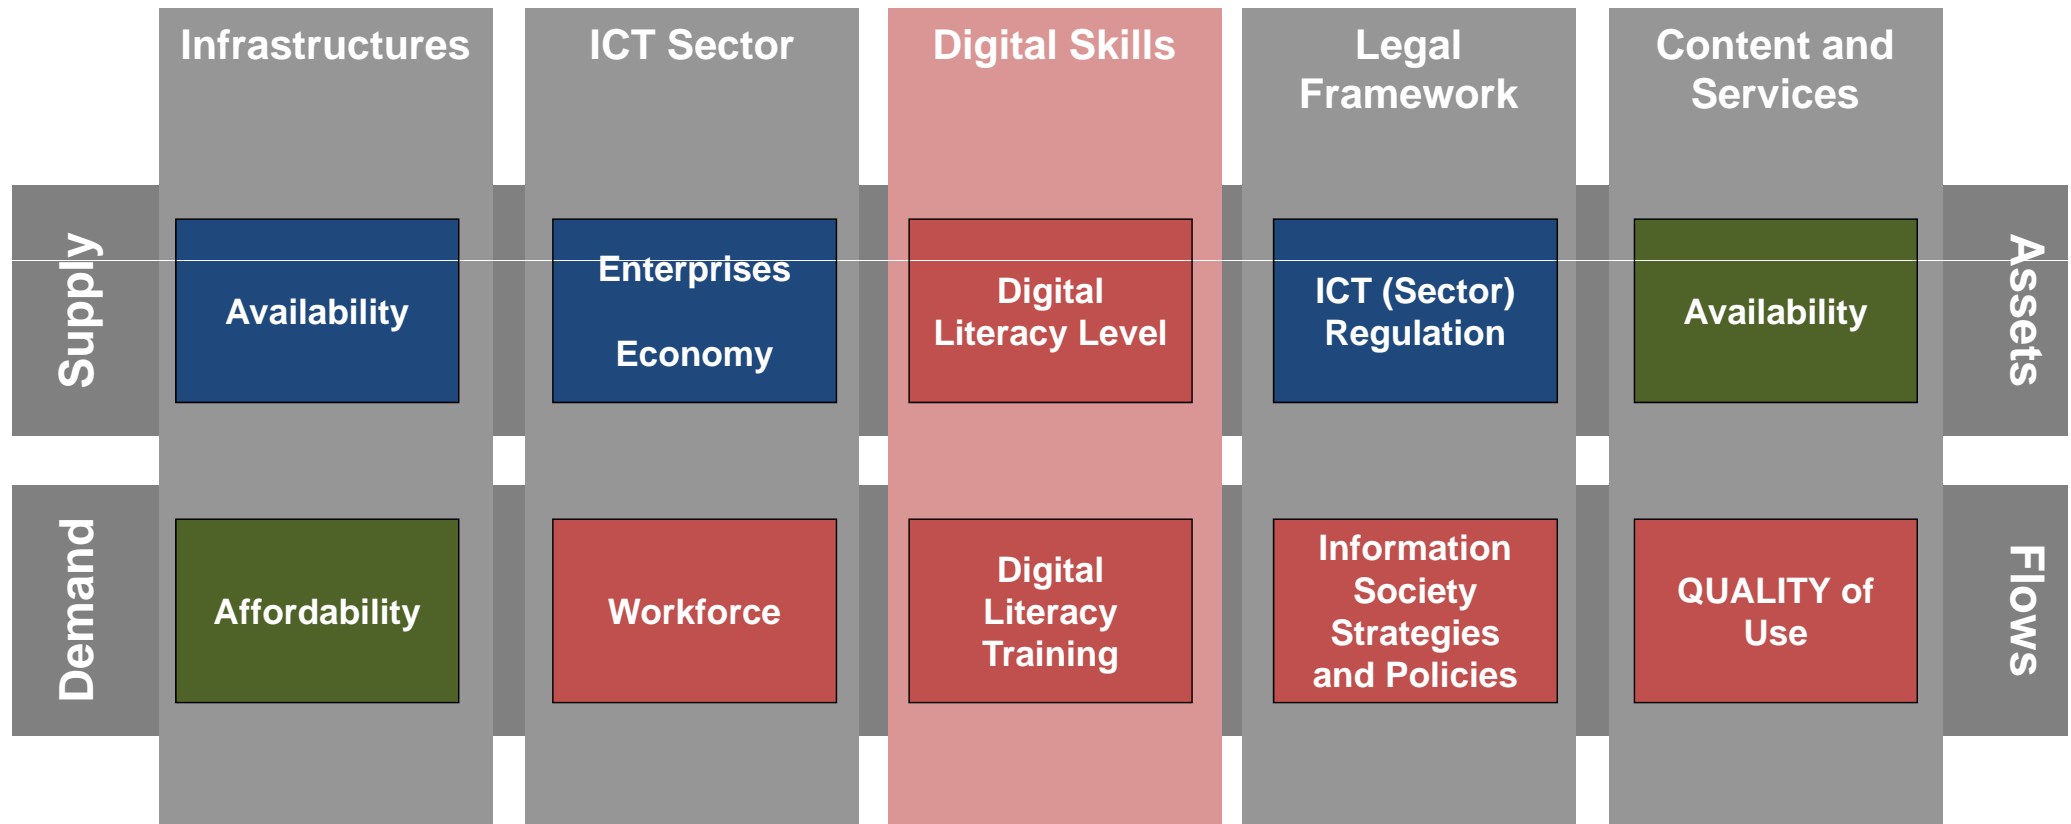 Infrastructures
ICT Sector
Digital Skills
Legal
Framework
Content and
Services
Supply
Availability
Enterprises
Economy
Digital
Literacy Level
ICT (Sector)
Regulation
Availability
Assets
Demand
Affordability
Workforce
Digital
Literacy
Training
Information
Society
Strategies
and Policies
QUALITY of
Use
Flows